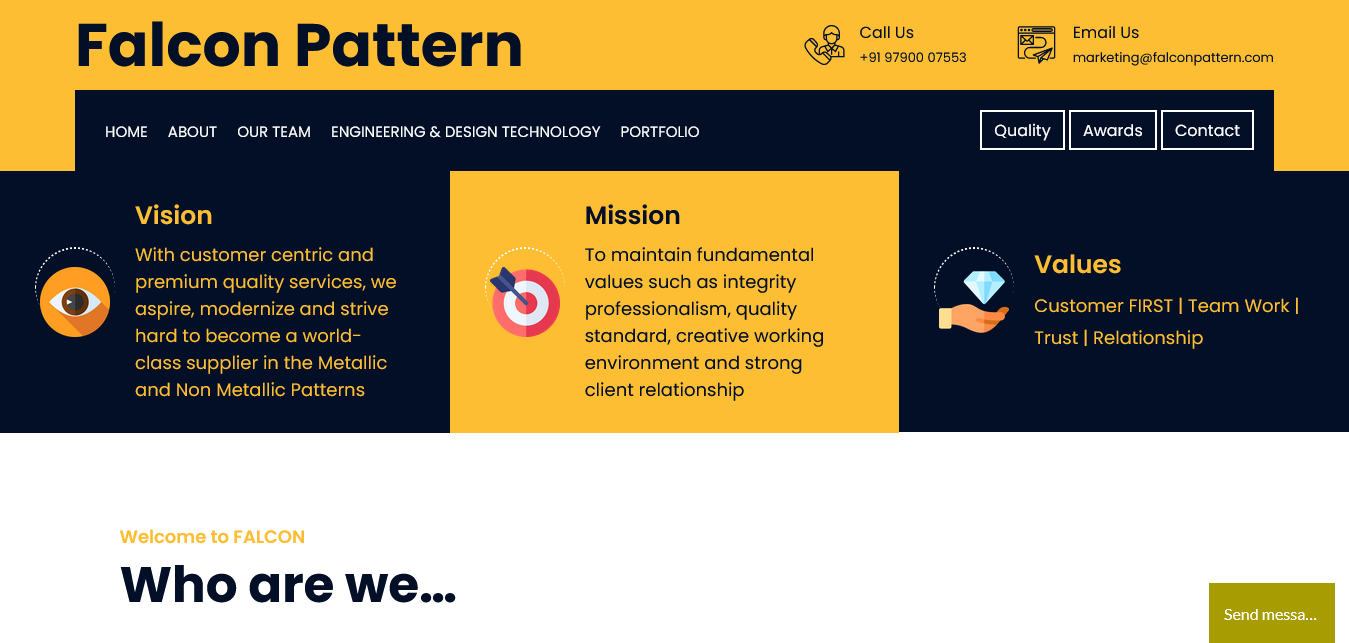 Falcon Pattern
Call Us
+91 97900 07553
Email Us
marketing@falconpattern.com
HOME ABOUT OUR TEAM ENGINEERING & DESIGN TECHNOLOGY PORTFOLIO
Quality Awards Contact
Vision
With customer centric and
premium quality services, we
aspire, modernize and strive
hard to become a world-
class supplier in the Metallic
and Non Metallic Patterns
Mission
To maintain fundamental
values such as integrity
professionalism, quality
standard, creative working
environment and strong
client relationship
Values
Customer FIRST | Team Work |
Trust | Relationship
Welcome to FALCON
Who are we...
Send messa...